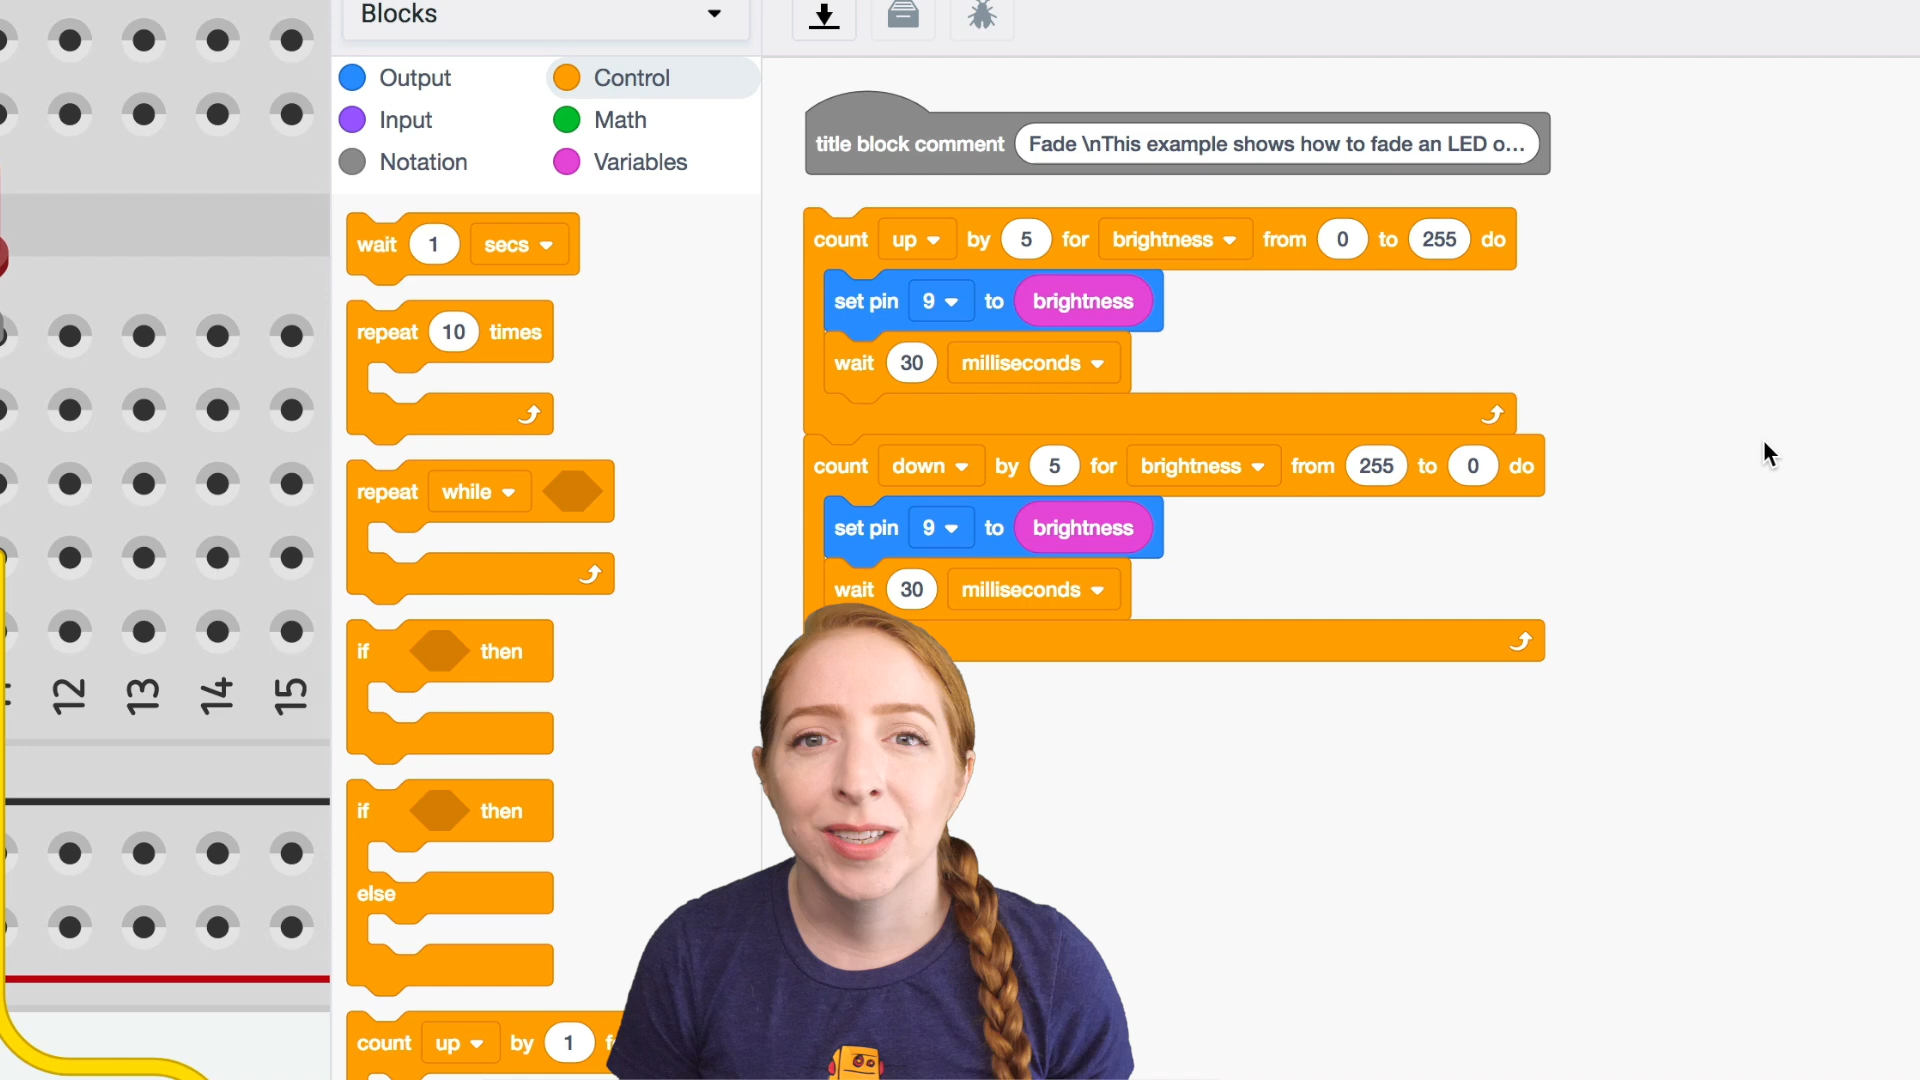 Blocks
Output
Control
Input
Math
Notation
Variables
wait 1 secs
repeat 10 times
repeat while
if then
if then
else
count up by 1
title block comment Fade \nThis example shows how to fade an LED o...
count up by 5 for brightness from 0 to 255 do
set pin 9 to brightness
wait 30 milliseconds
count down by 5 for brightness from 255 to 0 do
set pin 9 to brightness
wait 30 milliseconds
12 13 14 15